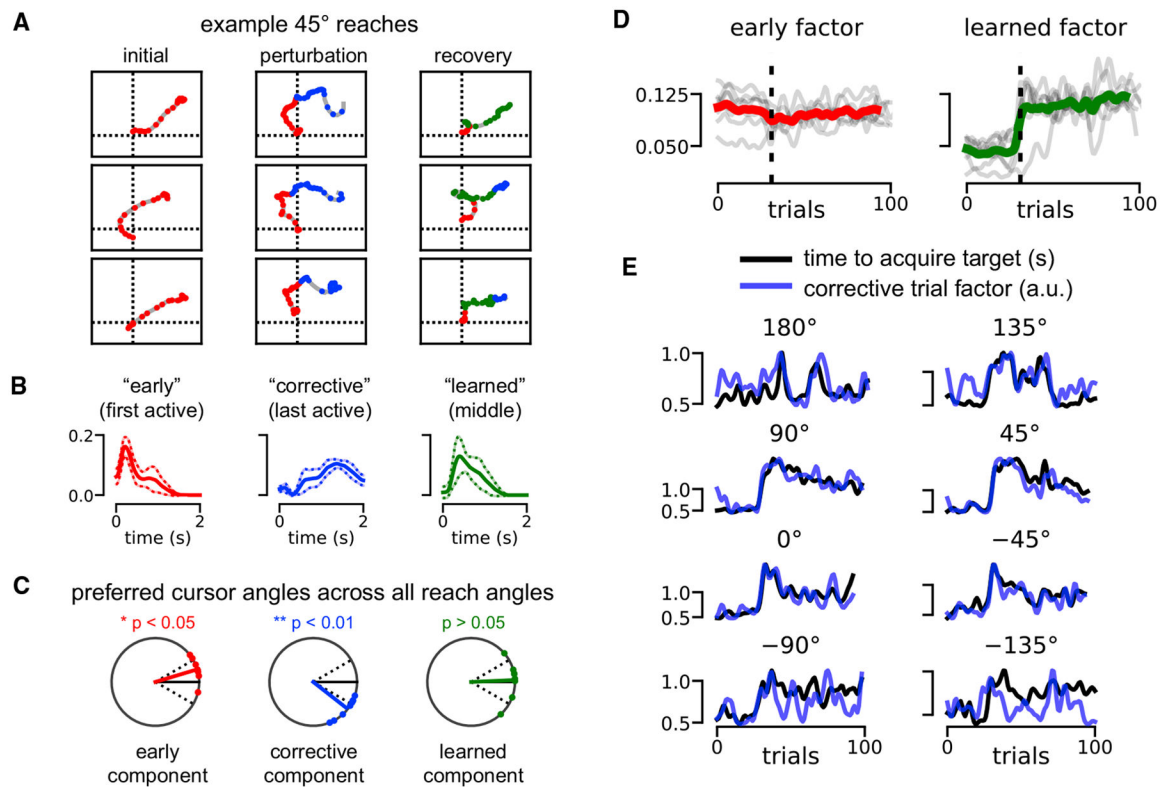 A
example 45° reaches
initial
perturbation
recovery
B
“early”
(first active)
“corrective”
(last active)
“learned”
(middle)
0.2
0.0
0
2
time (s)
0
2
time (s)
0
2
time (s)
C
preferred cursor angles across all reach angles
* p < 0.05
** p < 0.01
p > 0.05
early
component
corrective
component
learned
component
D
early factor
learned factor
0.125
0.050
0
trials
100
0
trials
100
E
time to acquire target (s)
corrective trial factor (a.u.)
180°
135°
1.0
0.5
90°
45°
1.0
0.5
0°
−45°
1.0
0.5
−90°
−135°
1.0
0.5
0
trials
100
0
trials
100